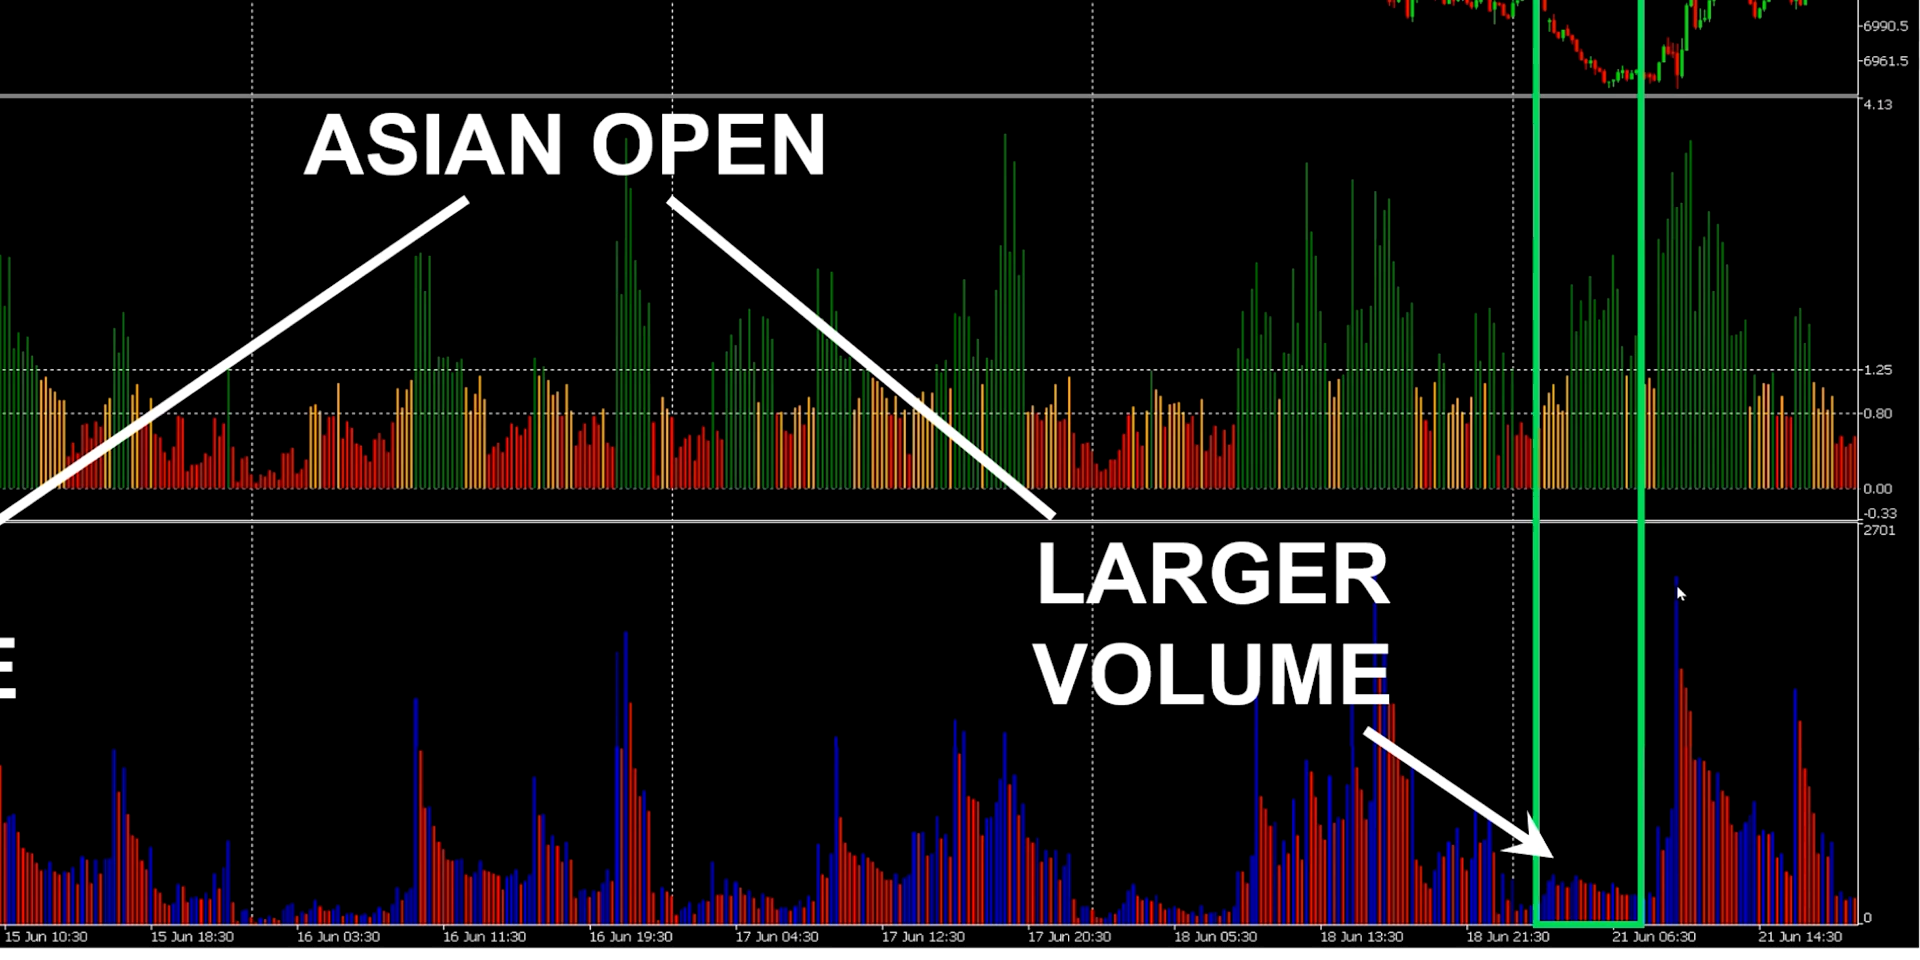 6990.5
6961.5
4.13
ASIAN OPEN
1.25
0.80
0.00
-0.33
2701
LARGER
VOLUME
E
0
15 Jun 10:30
15 Jun 18:30
16 Jun 03:30
16 Jun 11:30
16 Jun 19:30
17 Jun 04:30
17 Jun 12:30
17 Jun 20:30
18 Jun 05:30
18 Jun 13:30
18 Jun 21:30
21 Jun 06:30
21 Jun 14:30